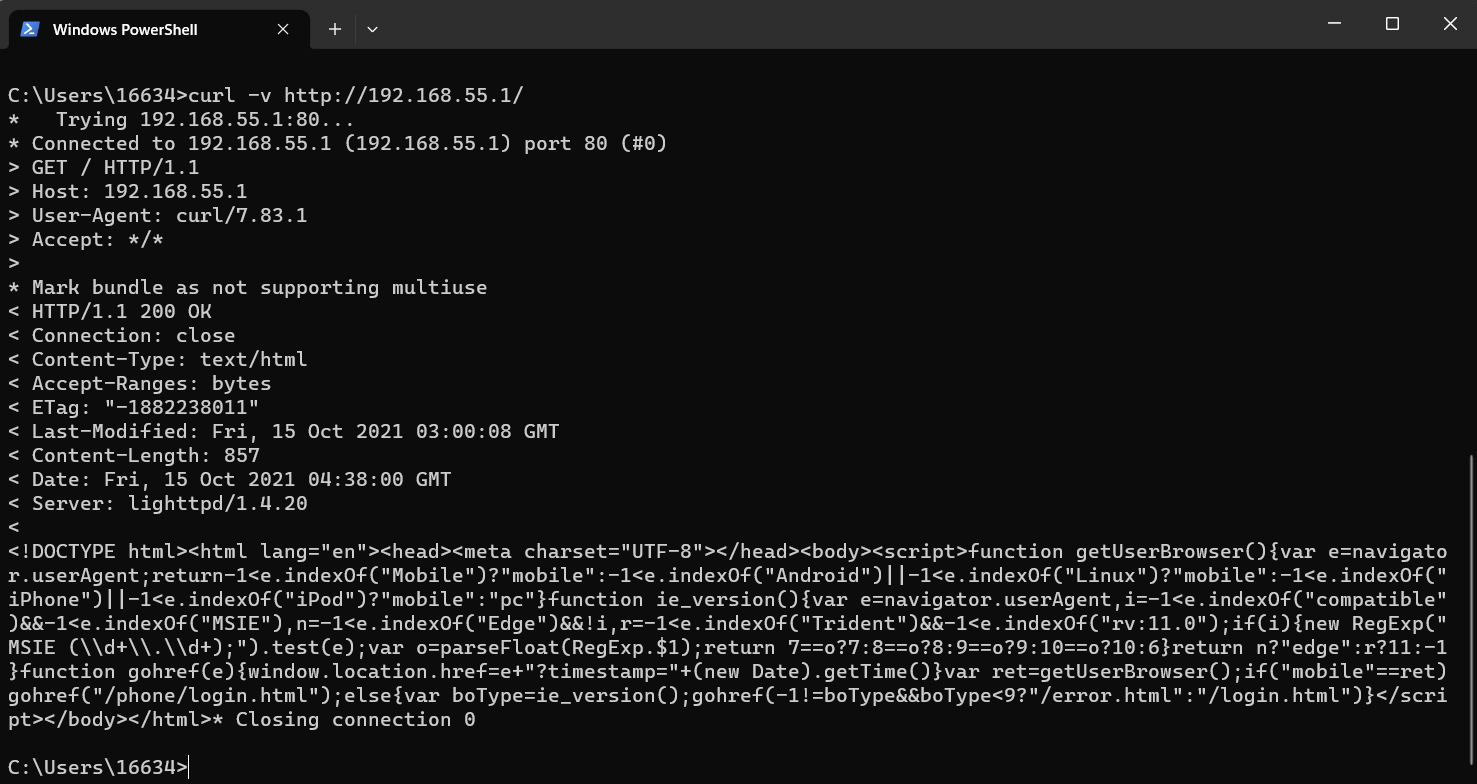 Windows PowerShell
C:\Users\16634>curl -v http://192.168.55.1/
*   Trying 192.168.55.1:80...
* Connected to 192.168.55.1 (192.168.55.1) port 80 (#0)
> GET / HTTP/1.1
> Host: 192.168.55.1
> User-Agent: curl/7.83.1
> Accept: */*
>
* Mark bundle as not supporting multiuse
< HTTP/1.1 200 OK
< Connection: close
< Content-Type: text/html
< Accept-Ranges: bytes
< ETag: "-1882238011"
< Last-Modified: Fri, 15 Oct 2021 03:00:08 GMT
< Content-Length: 857
< Date: Fri, 15 Oct 2021 04:38:00 GMT
< Server: lighttpd/1.4.20
<
<!DOCTYPE html><html lang="en"><head><meta charset="UTF-8"></head><body><script>function getUserBrowser(){var e=navigato
r.userAgent;return-1<e.indexOf("Mobile")?"mobile":-1<e.indexOf("Android")||-1<e.indexOf("Linux")?"mobile":-1<e.indexOf("
iPhone")||-1<e.indexOf("iPod")?"mobile":"pc"}function ie_version(){var e=navigator.userAgent,i=-1<e.indexOf("compatible"
)&&-1<e.indexOf("MSIE"),n=-1<e.indexOf("Edge")&&!i,r=-1<e.indexOf("Trident")&&-1<e.indexOf("rv:11.0");if(i){new RegExp("
MSIE (\\d+\\.\\d+);").test(e);var o=parseFloat(RegExp.$1);return 7==o?7:8==o?8:9==o?9:10==o?10:6}return n?"edge":r?11:-1
}function gohref(e){window.location.href=e+"?timestamp="+(new Date).getTime()}var ret=getUserBrowser();if("mobile"==ret)
gohref("/phone/login.html");else{var boType=ie_version();gohref(-1!=boType&&boType<9?"/error.html":"/login.html")}</scri
pt></body></html>* Closing connection 0
C:\Users\16634>